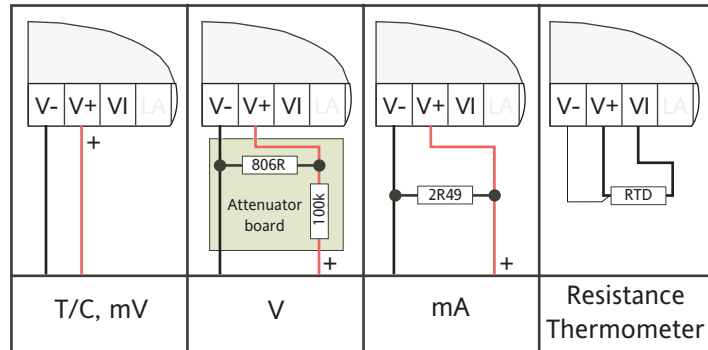 V- V+ VI LA
+
T/C, mV
V- V+ VI LA
806R
100k
Attenuator
board
+
V
V- V+ VI LA
2R49
+
mA
V- V+ VI LA
RTD
Resistance
Thermometer